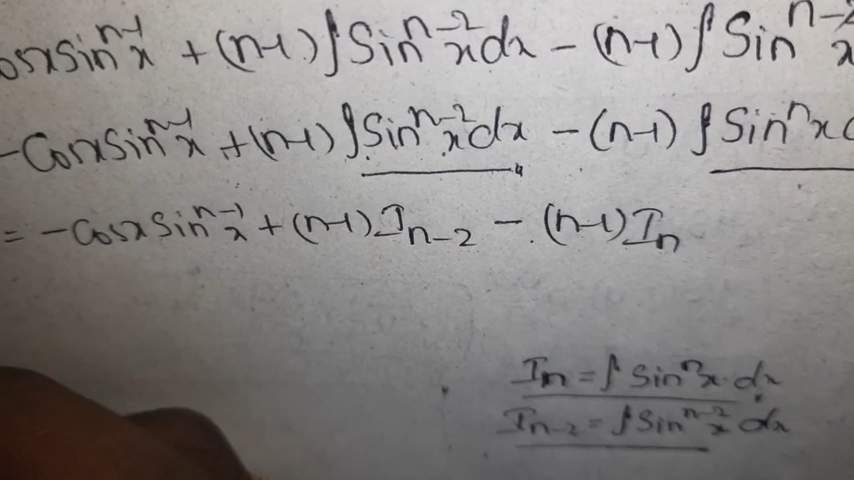 osx sin^{n-1} x + (n-1) ∫ Sin^{n-2} x dx - (n-1) ∫ Sin^{n-2} x
- Cosx Sin^{n-1} x + (n-1) ∫ Sin^{n-2} x dx - (n-1) ∫ Sin^n x d
= - Cosx Sin^{n-1} x + (n-1) I_{n-2} - (n-1) I_n
I_n = ∫ Sin^n x dx
I_{n-2} = ∫ Sin^{n-2} x dx